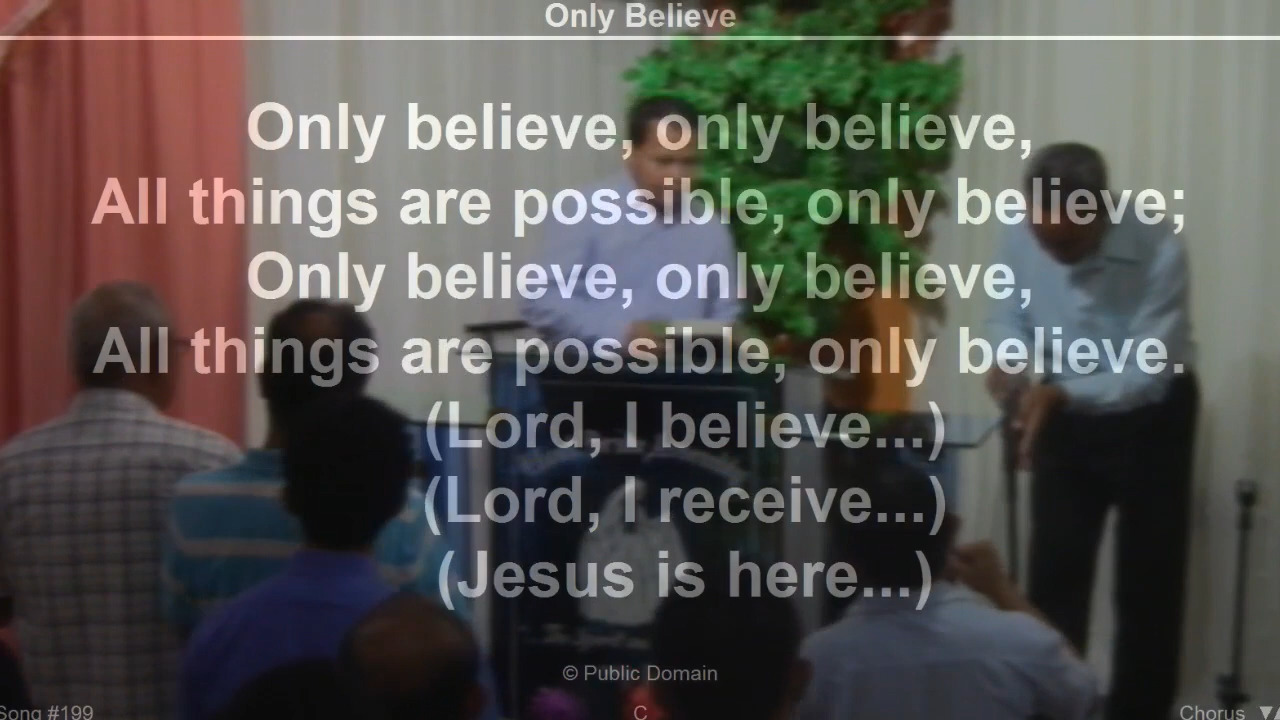 Only Believe
Only believe, only believe,
All things are possible, only believe;
Only believe, only believe,
All things are possible, only believe.
(Lord, I believe...)
(Lord, I receive...)
(Jesus is here...)
© Public Domain
Song #199
C
Chorus